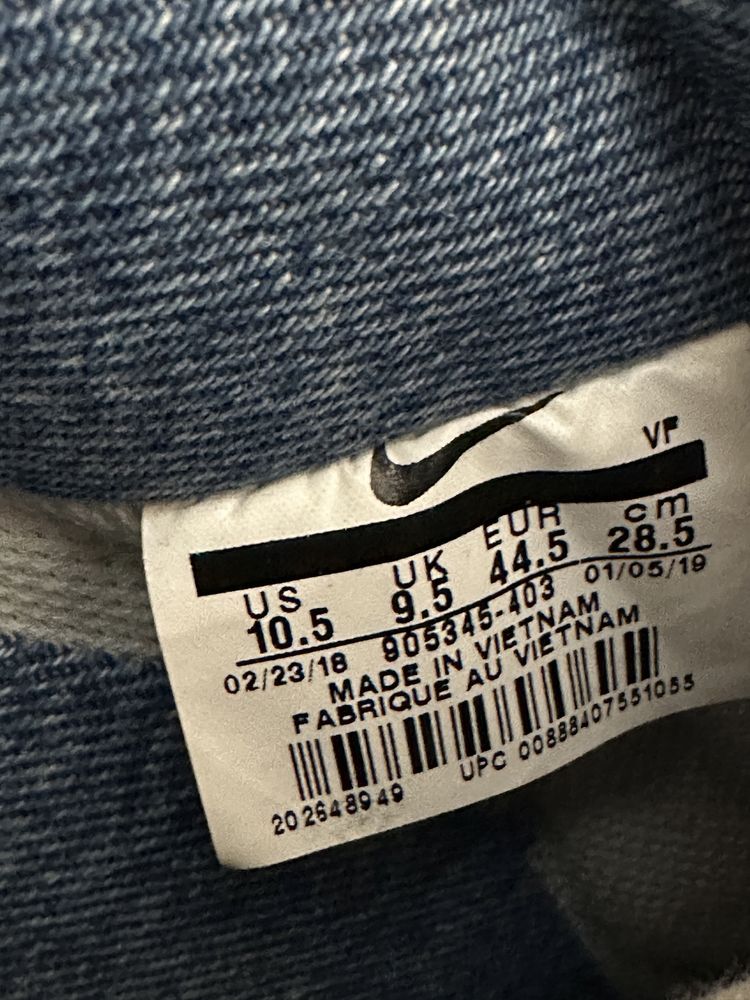 VF
US UK EUR cm
10.5 9.5 44.5 28.5
02/23/18 905345-403 01/05/19
MADE IN VIETNAM
FABRIQUE AU VIETNAM
202648949 UPC 00888407551055